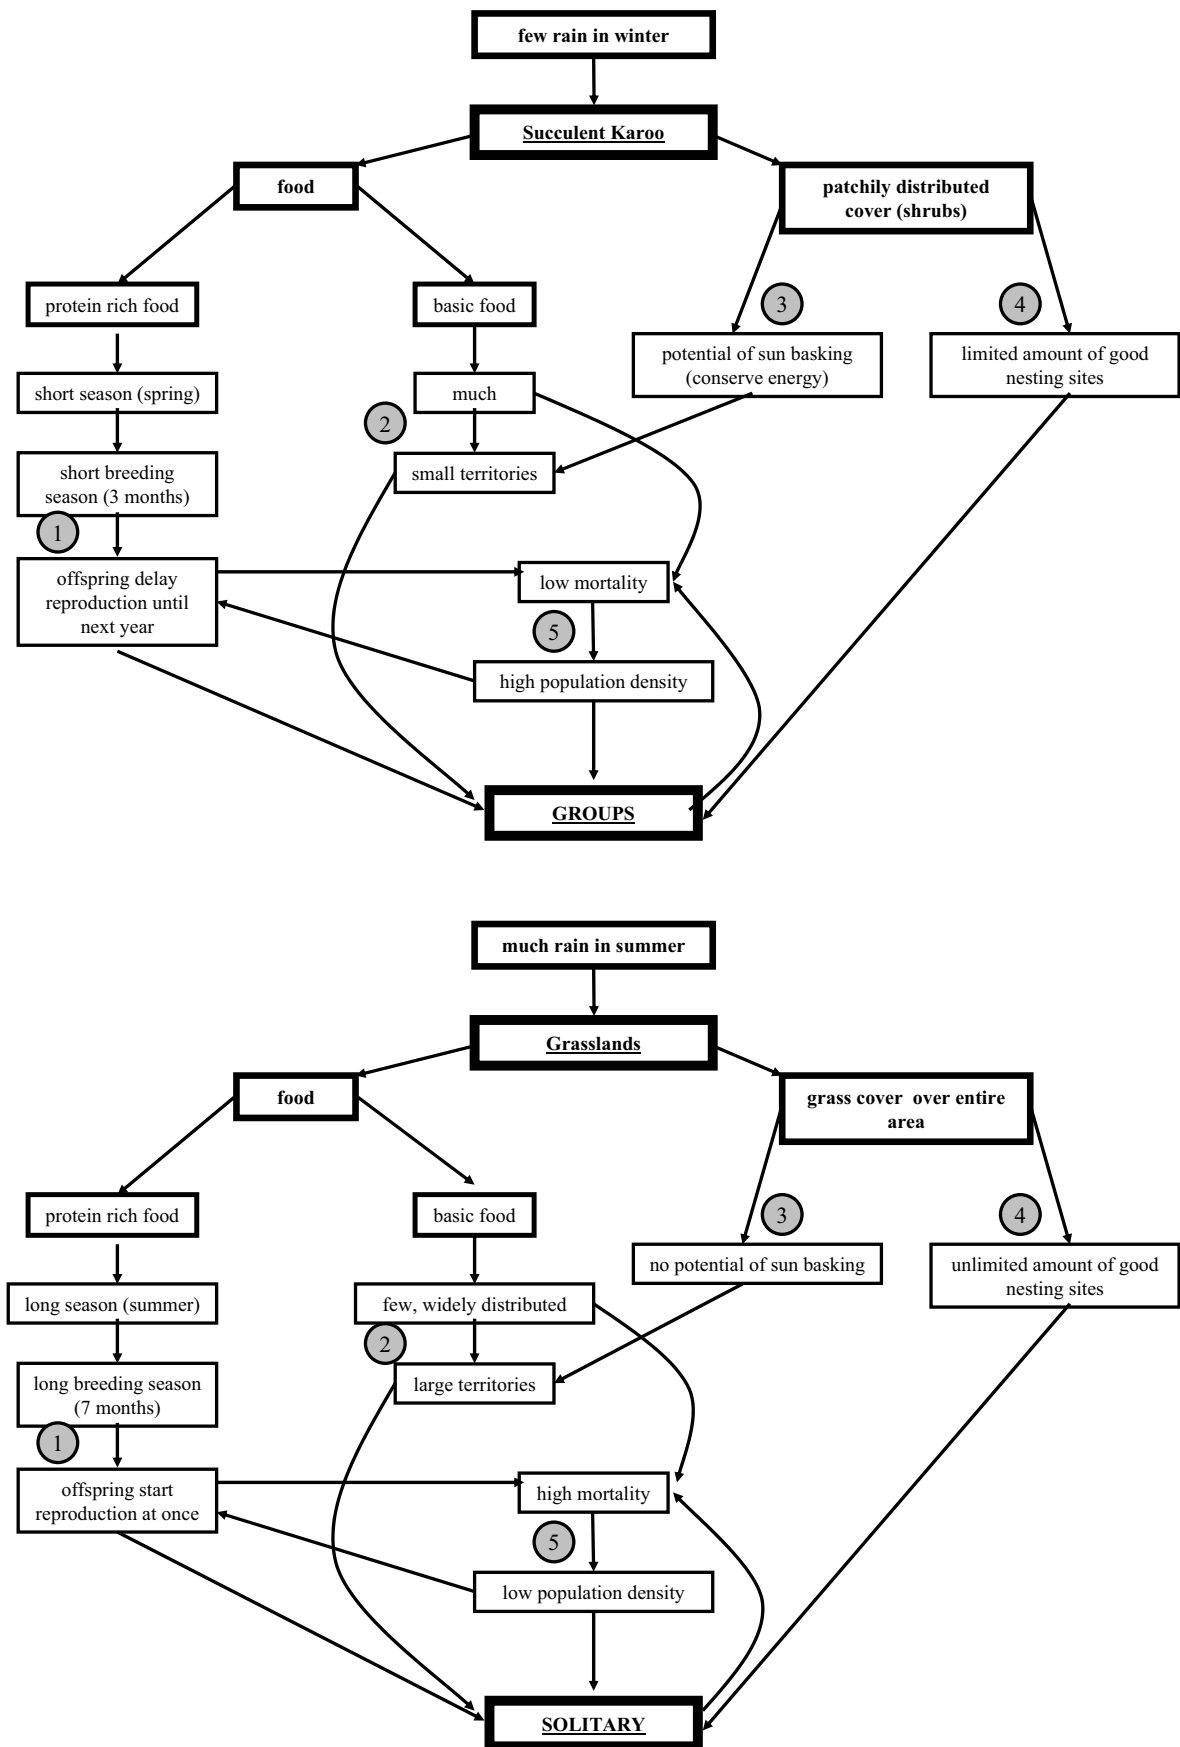 few rain in winter
Succulent Karoo
food
patchily distributed
cover (shrubs)
protein rich food
basic food
3
4
potential of sun basking
(conserve energy)
limited amount of good
nesting sites
short season (spring)
much
2
short breeding
season (3 months)
small territories
1
offspring delay
reproduction until
next year
low mortality
5
high population density
GROUPS
much rain in summer
Grasslands
food
grass cover over entire
area
protein rich food
basic food
3
4
no potential of sun basking
unlimited amount of good
nesting sites
long season (summer)
few, widely distributed
2
long breeding season
(7 months)
large territories
1
offspring start
reproduction at once
high mortality
5
low population density
SOLITARY